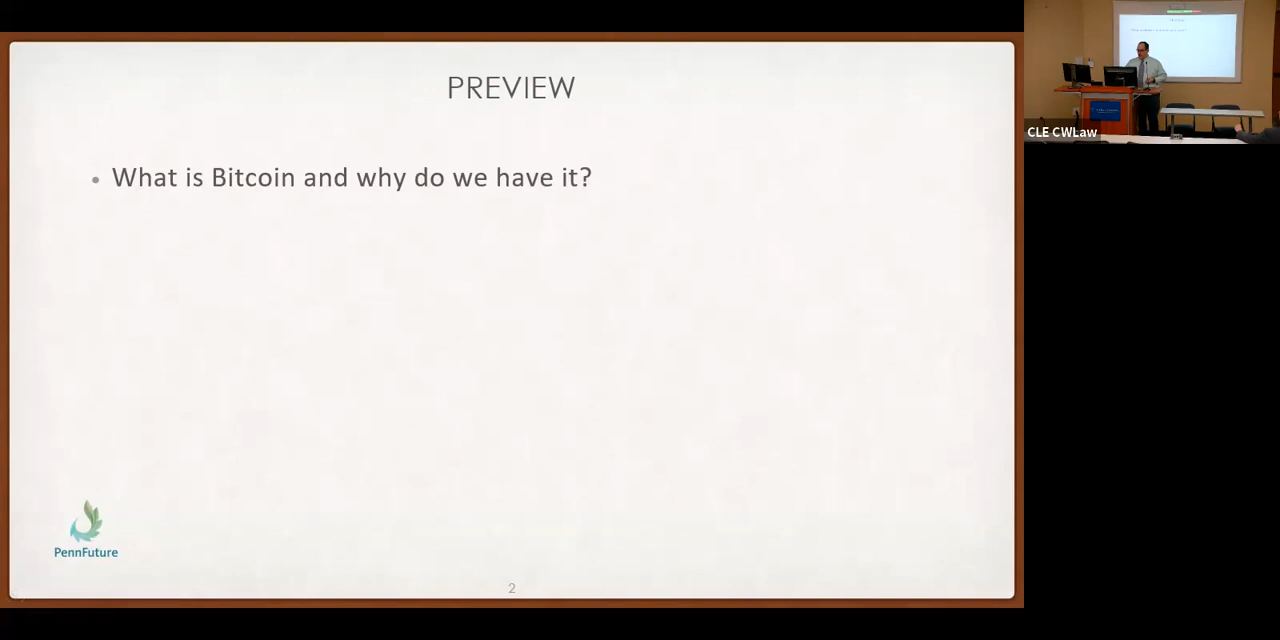 PREVIEW
• What is Bitcoin and why do we have it?
PennFuture
2
CLE CWLaw